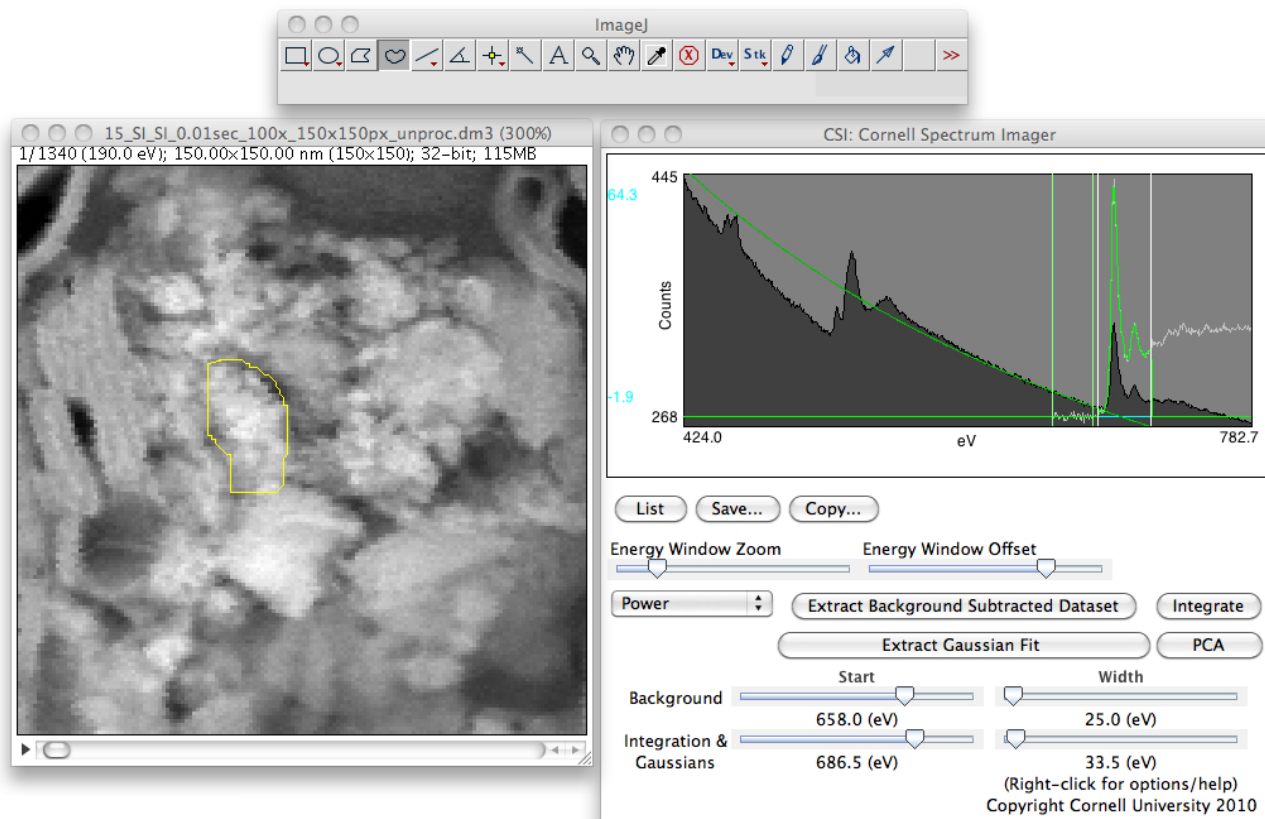 ImageJ
A Dev Stk >>
15_SI_SI_0.01sec_100x_150x150px_unproc.dm3 (300%)
1/1340 (190.0 eV); 150.00x150.00 nm (150x150); 32-bit; 115MB
CSI: Cornell Spectrum Imager
445
64.3
Counts
-1.9
268
424.0
eV
782.7
List Save... Copy...
Energy Window Zoom Energy Window Offset
Power Extract Background Subtracted Dataset Integrate
Extract Gaussian Fit PCA
Start Width
Background
658.0 (eV) 25.0 (eV)
Integration &
Gaussians 686.5 (eV) 33.5 (eV)
(Right-click for options/help)
Copyright Cornell University 2010